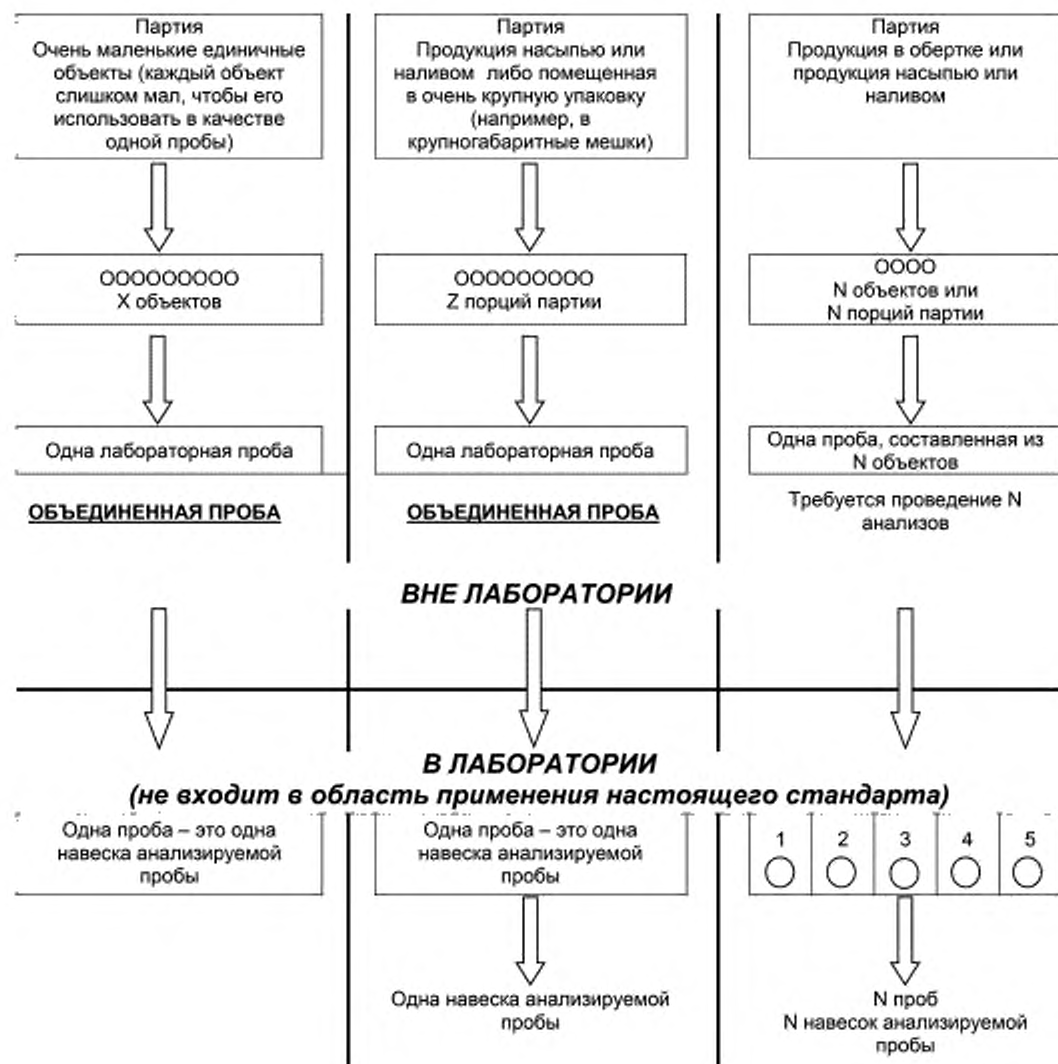 Партия
Очень маленькие единичные
объекты (каждый объект
слишком мал, чтобы его
использовать в качестве
одной пробы)
Партия
Продукция насыпью или
наливом либо помещенная
в очень крупную упаковку
(например, в
крупногабаритные мешки)
Партия
Продукция в обертке или
продукция насыпью или
наливом
OOOOOOOOO
X объектов
OOOOOOOOO
Z порций партии
OOOO
N объектов или
N порций партии
Одна лабораторная проба
Одна лабораторная проба
Одна проба, составленная из
N объектов
ОБЪЕДИНЕННАЯ ПРОБА
ОБЪЕДИНЕННАЯ ПРОБА
Требуется проведение N
анализов
ВНЕ ЛАБОРАТОРИИ
В ЛАБОРАТОРИИ
(не входит в область применения настоящего стандарта)
Одна проба – это одна
навеска анализируемой
пробы
Одна проба – это одна
навеска анализируемой
пробы
1 2 3 4 5
Одна навеска анализируемой
пробы
N проб
N навесок анализируемой
пробы